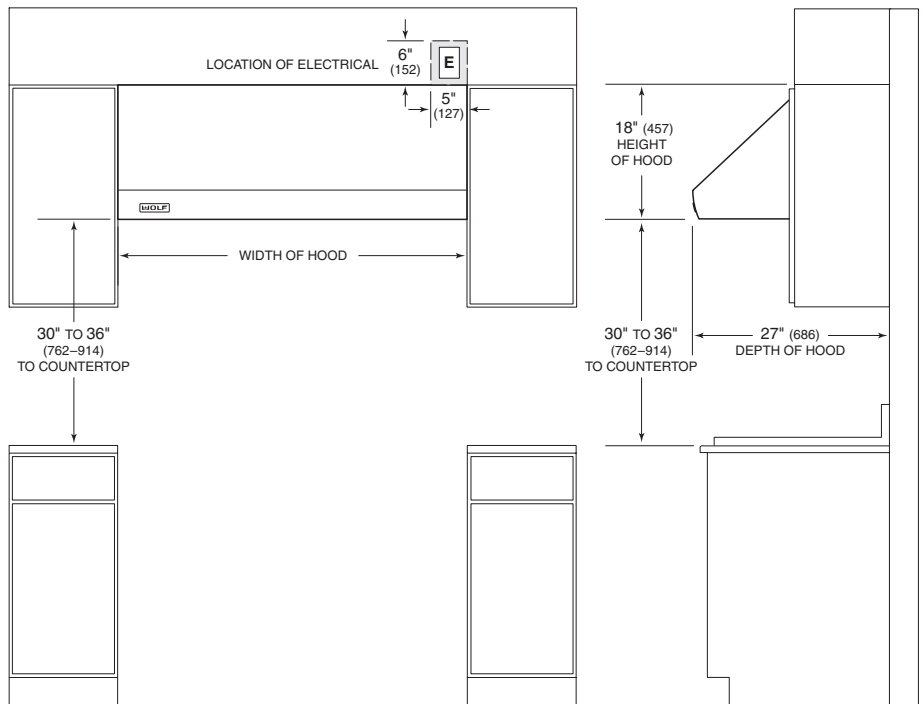 LOCATION OF ELECTRICAL
6"
(152)
E
5"
(127)
WOLF
WIDTH OF HOOD
30" TO 36"
(762–914)
TO COUNTERTOP
18" (457)
HEIGHT
OF HOOD
30" TO 36"
(762–914)
TO COUNTERTOP
27" (686)
DEPTH OF HOOD